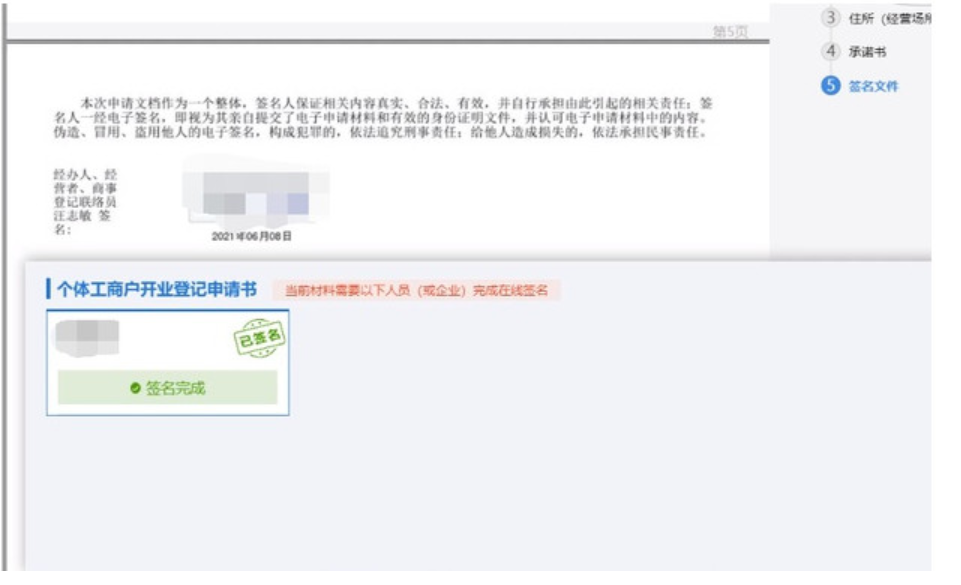 第5页
本次申请文档作为一个整体，签名人保证相关内容真实、合法、有效，并自行承担由此引起的相关责任；签
名人一经电子签名，即视为其亲自提交了电子申请材料和有效的身份证明文件，并认可电子申请材料中的内容。
伪造、冒用、盗用他人的电子签名，构成犯罪的，依法追究刑事责任；给他人造成损失的，依法承担民事责任。
经办人、经
营者、商事
登记联络员
汪志敏 签
名：
2021年06月08日
3 住所（经营场所
4 承诺书
5 签名文件
个体工商户开业登记申请书 当前材料需要以下人员（或企业）完成在线签名
已签名
签名完成